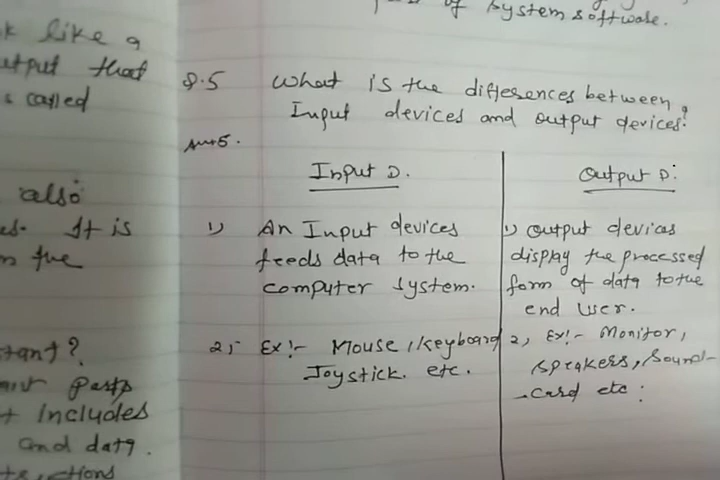 of system software.
k like a
utput that
s called
also
es. It is
n the
tant?
parts
t includes
and data.
Q.5 What is the differences between,
Input devices and output devices.
Ans5.
Input D.
1) An Input devices
feeds data to the
computer system.
2, Ex!- Mouse, Keyboard
Joystick. etc.
Output D.
1) Output devices
display the processed
form of data to the
end user.
2, Ex!- Monitor,
speakers, sound-
card etc.